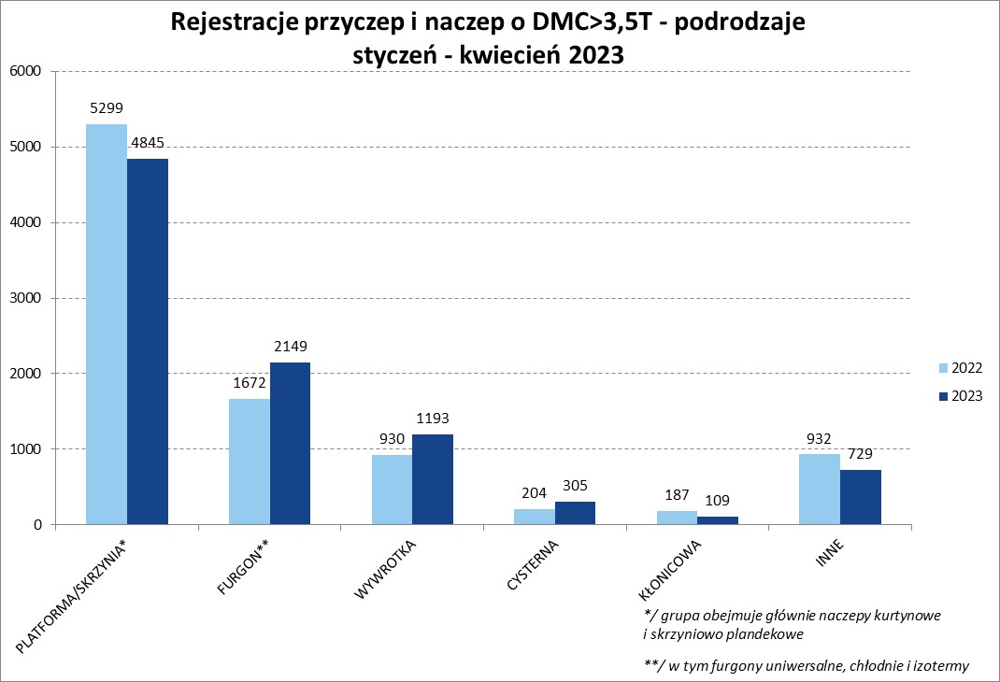 Rejestracje przyczep i naczep o DMC>3,5T - podrodzaje
styczeń - kwiecień 2023
6000
5000
4000
3000
2000
1000
0
5299
4845
1672
2149
930
1193
204
305
187
109
932
729
2022
2023
PLATFORMA/SKRZYNIA*
FURGON**
WYWROTKA
CYSTERNA
KŁONICOWA
INNE
*/ grupa obejmuje głównie naczepy kurtynowe
i skrzyniowo plandekowe
**/ w tym furgony uniwersalne, chłodnie i izotermy